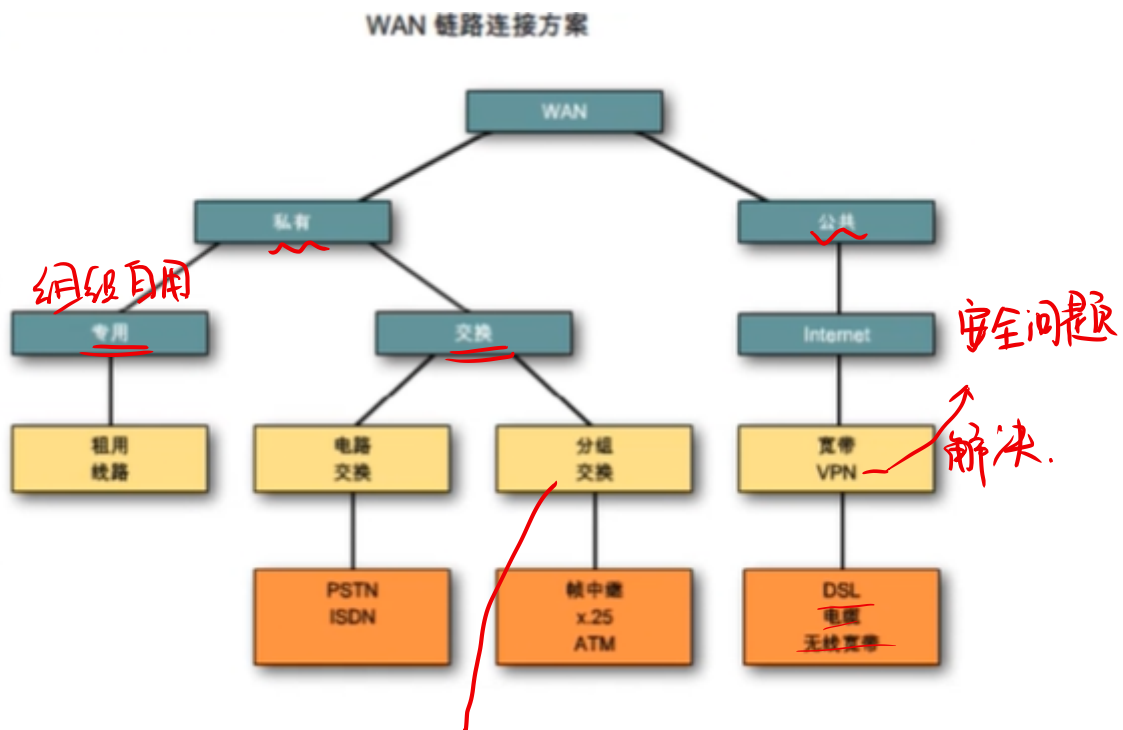 WAN 链路连接方案
WAN
私有
公共
自用
专用
交换
Internet
安全问题
租用
线路
电路
交换
分组
交换
宽带
VPN
解决.
PSTN
ISDN
帧中继
x.25
ATM
DSL
电缆
无线宽带